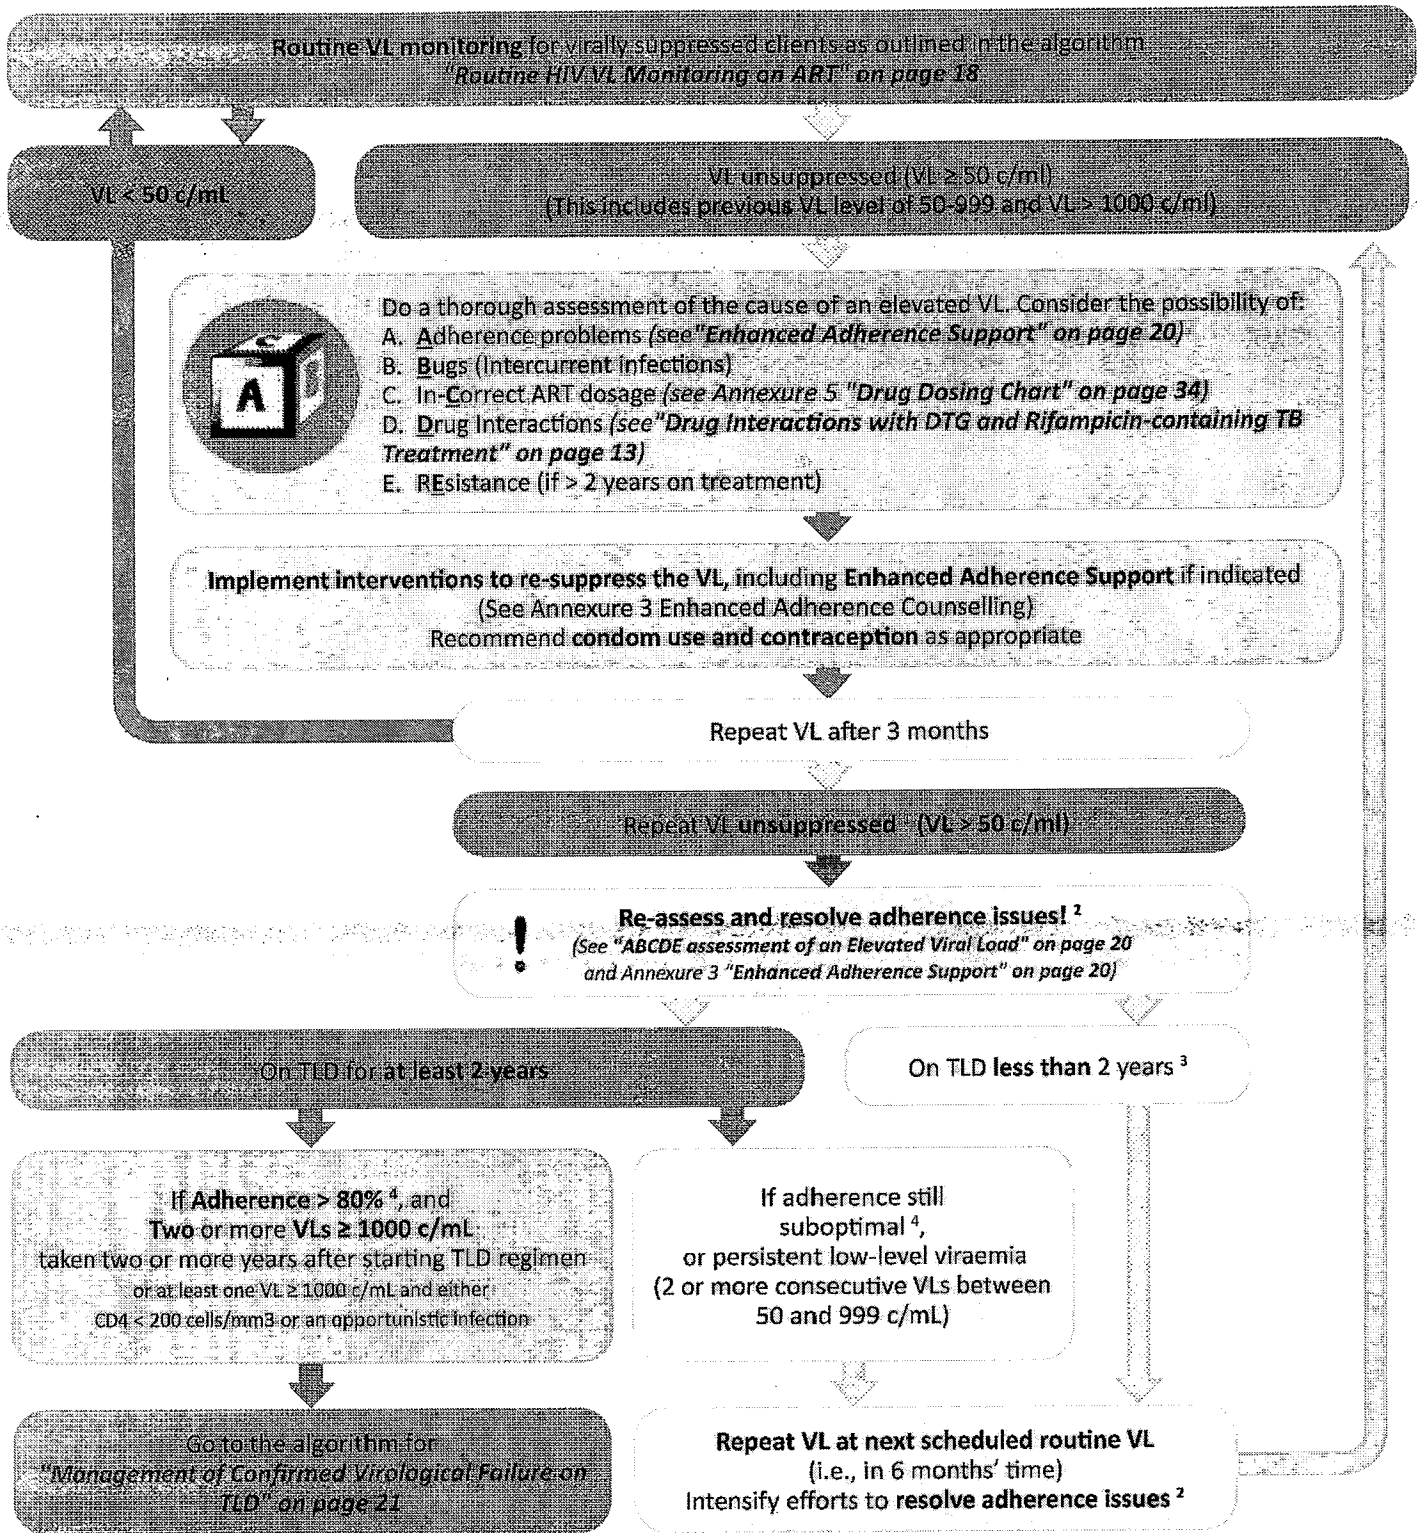 Routine VL monitoring for virally suppressed clients as outlined in the algorithm
"Routine HIV VL Monitoring on ART" on page 18
VL < 50 c/mL
VL unsuppressed (VL ≥ 50 c/ml)
(This includes previous VL level of 50-999 and VL > 1000 c/ml)
A
C
Do a thorough assessment of the cause of an elevated VL. Consider the possibility of:
A. Adherence problems (see "Enhanced Adherence Support" on page 20)
B. Bugs (Intercurrent infections)
C. In-Correct ART dosage (see Annexure 5 "Drug Dosing Chart" on page 34)
D. Drug Interactions (see "Drug Interactions with DTG and Rifampicin-containing TB
Treatment" on page 13)
E. REsistance (if > 2 years on treatment)
Implement interventions to re-suppress the VL, including Enhanced Adherence Support if indicated
(See Annexure 3 Enhanced Adherence Counselling)
Recommend condom use and contraception as appropriate
Repeat VL after 3 months
Repeat VL unsuppressed (VL > 50 c/ml)
! Re-assess and resolve adherence issues! ²
(See "ABCDE assessment of an Elevated Viral Load" on page 20
and Annexure 3 "Enhanced Adherence Support" on page 20)
On TLD for at least 2 years
On TLD less than 2 years ³
If Adherence > 80% ⁴, and
Two or more VLs ≥ 1000 c/mL
taken two or more years after starting TLD regimen
or at least one VL ≥ 1000 c/mL and either
CD4 < 200 cells/mm3 or an opportunistic infection
If adherence still
suboptimal ⁴,
or persistent low-level viraemia
(2 or more consecutive VLs between
50 and 999 c/mL)
Go to the algorithm for
"Management of Confirmed Virological Failure on
TLD" on page 21
Repeat VL at next scheduled routine VL
(i.e., in 6 months' time)
Intensify efforts to resolve adherence issues ²